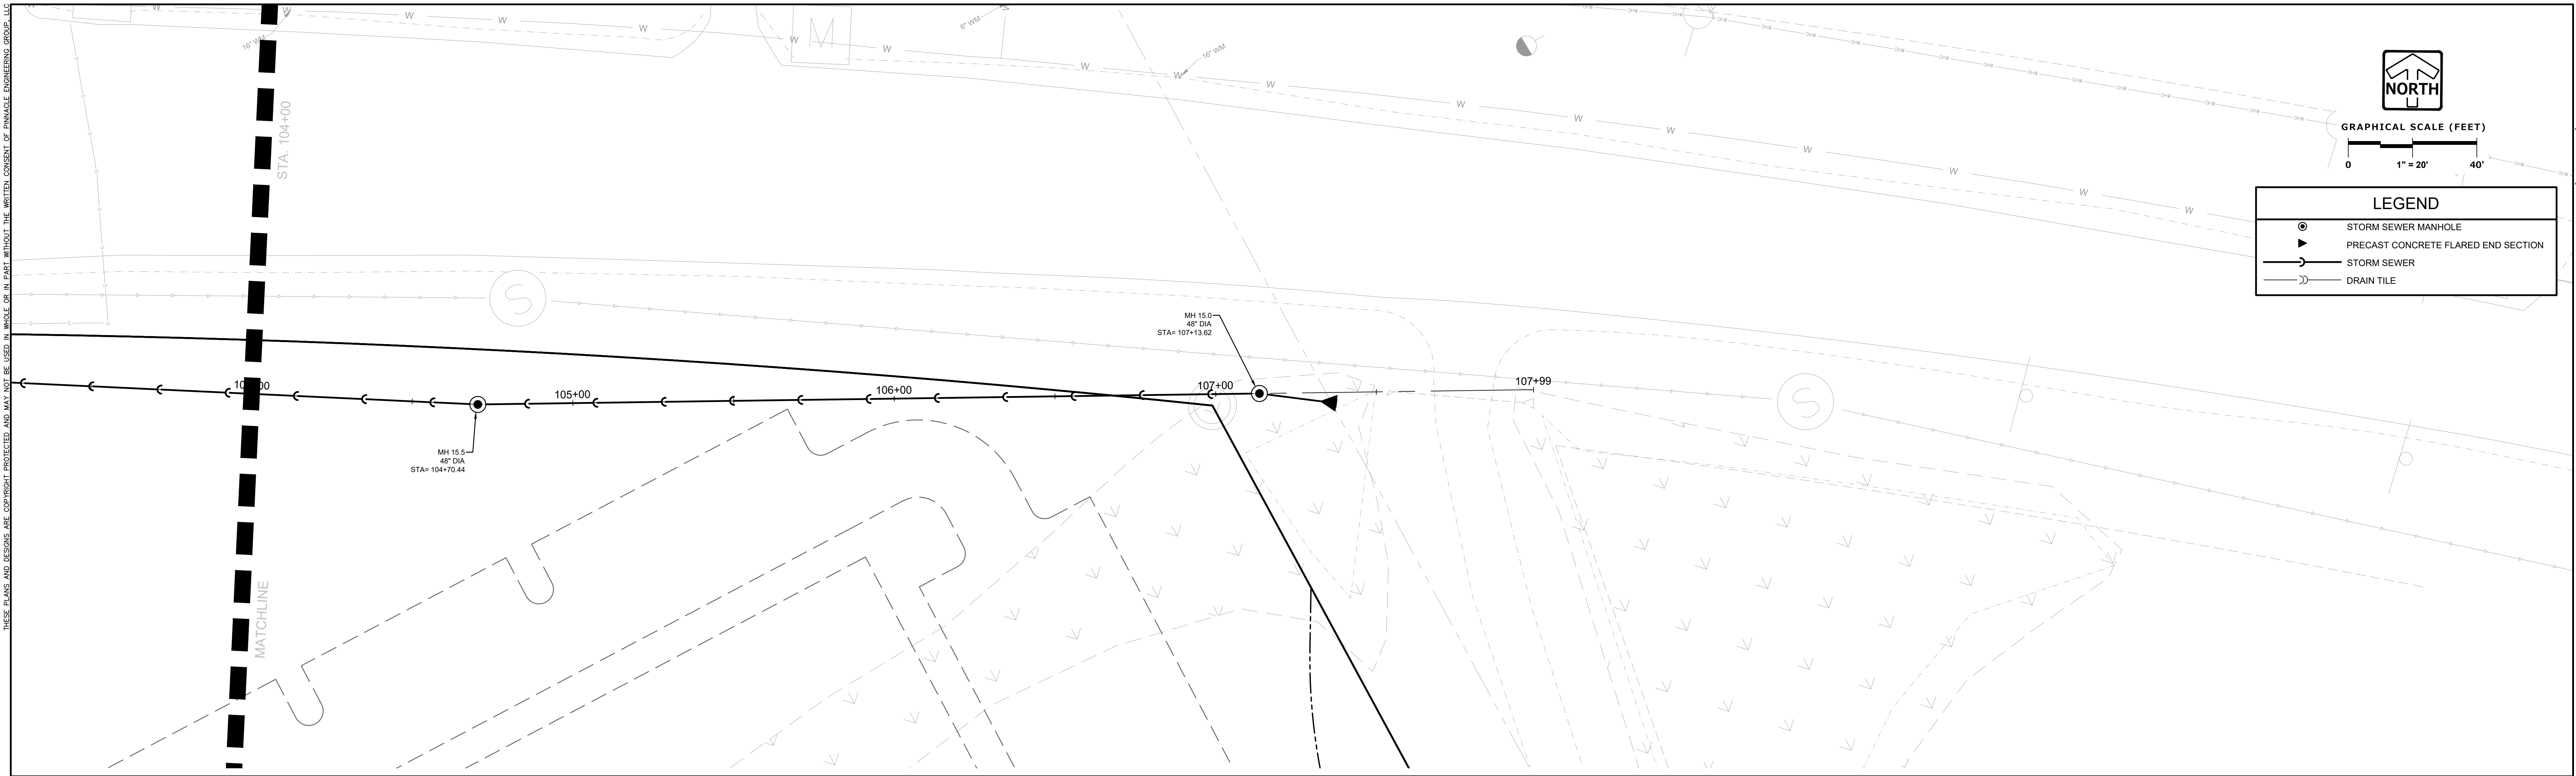 THESE PLANS AND DESIGNS ARE COPYRIGHT PROTECTED AND MAY NOT BE USED IN WHOLE OR IN PART WITHOUT THE WRITTEN CONSENT OF PINNACLE ENGINEERING GROUP, LLC
16" WM
6" WM
16" WM
M
W W W W W W W W W W W W W W W
STA. 104+00
MATCHLINE
NORTH
GRAPHICAL SCALE (FEET)
0 1" = 20' 40'
LEGEND
STORM SEWER MANHOLE
PRECAST CONCRETE FLARED END SECTION
STORM SEWER
DRAIN TILE
S
MH 15.0
48" DIA
STA= 107+13.62
105+00
106+00
107+00
107+99
S
MH 15.5
48" DIA
STA= 104+70.44